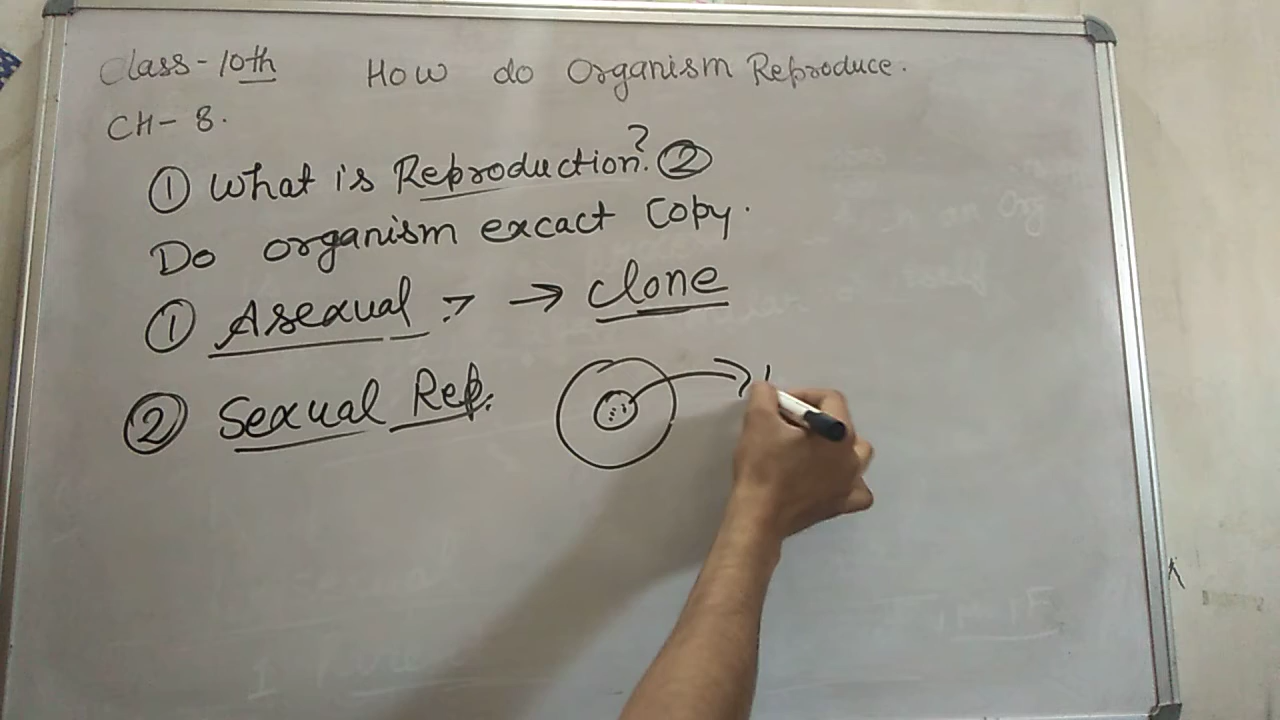 Class-10th How do Organism Reproduce.
CH- 8.
① What is Reproduction? ②
Do organism excact Copy.
① Asexual :-> → Clone
② Sexual Rep.